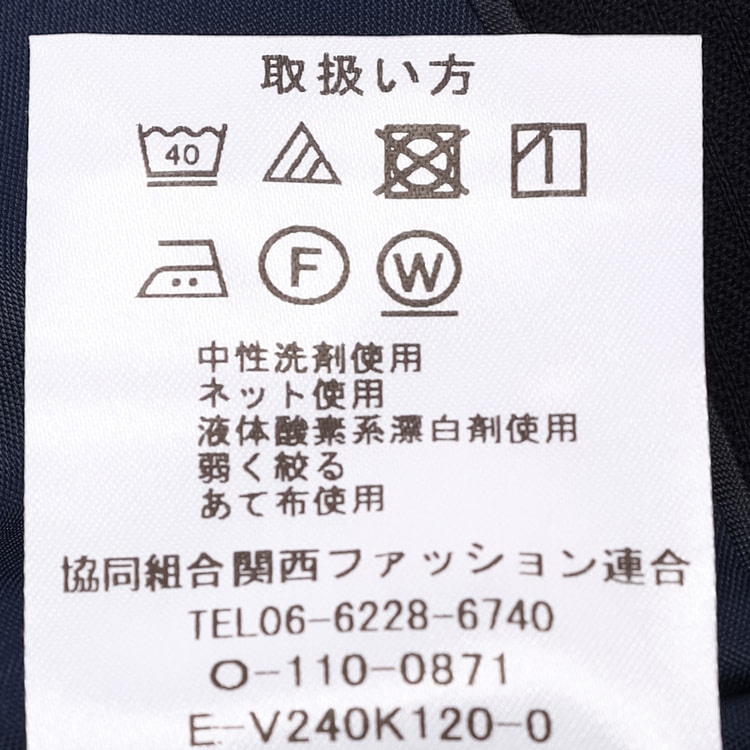 取扱い方
40
F W
中性洗剤使用
ネット使用
液体酸素系漂白剤使用
弱く絞る
あて布使用
協同組合関西ファッション連合
TEL06-6228-6740
O-110-0871
E-V240K120-0